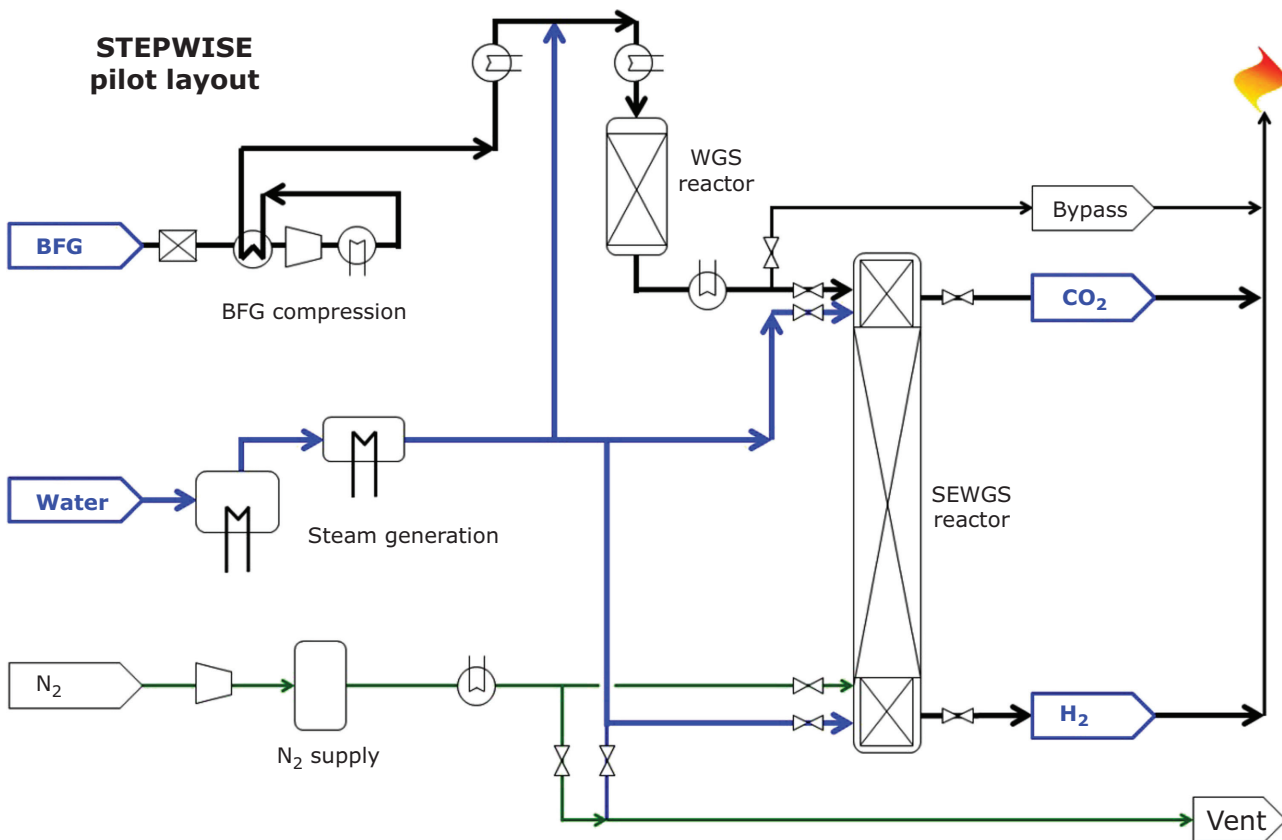 STEPWISE
pilot layout
WGS
reactor
Bypass
BFG
BFG compression
CO₂
Water
Steam generation
SEWGS
reactor
N₂
N₂ supply
H₂
Vent